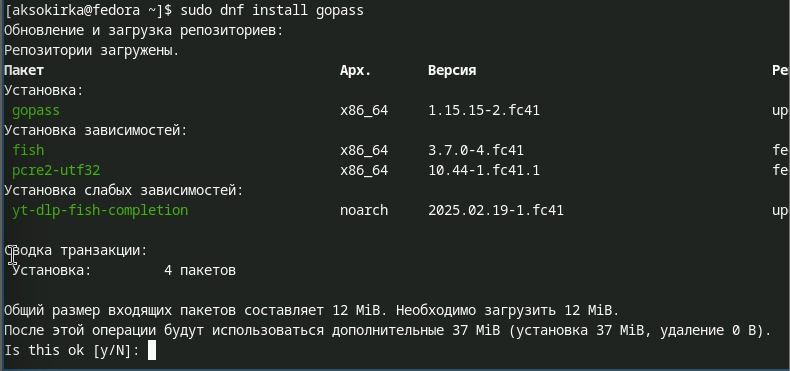 [aksokirka@fedora ~]$ sudo dnf install gopass
Обновление и загрузка репозиториев:
Репозитории загружены.
Пакет Арх. Версия Ре
Установка:
gopass x86_64 1.15.15-2.fc41 up
Установка зависимостей:
fish x86_64 3.7.0-4.fc41 fe
pcre2-utf32 x86_64 10.44-1.fc41.1 fe
Установка слабых зависимостей:
yt-dlp-fish-completion noarch 2025.02.19-1.fc41 up
Сводка транзакции:
Установка: 4 пакетов
Общий размер входящих пакетов составляет 12 MiB. Необходимо загрузить 12 MiB.
После этой операции будут использоваться дополнительные 37 MiB (установка 37 MiB, удаление 0 B).
Is this ok [y/N]: